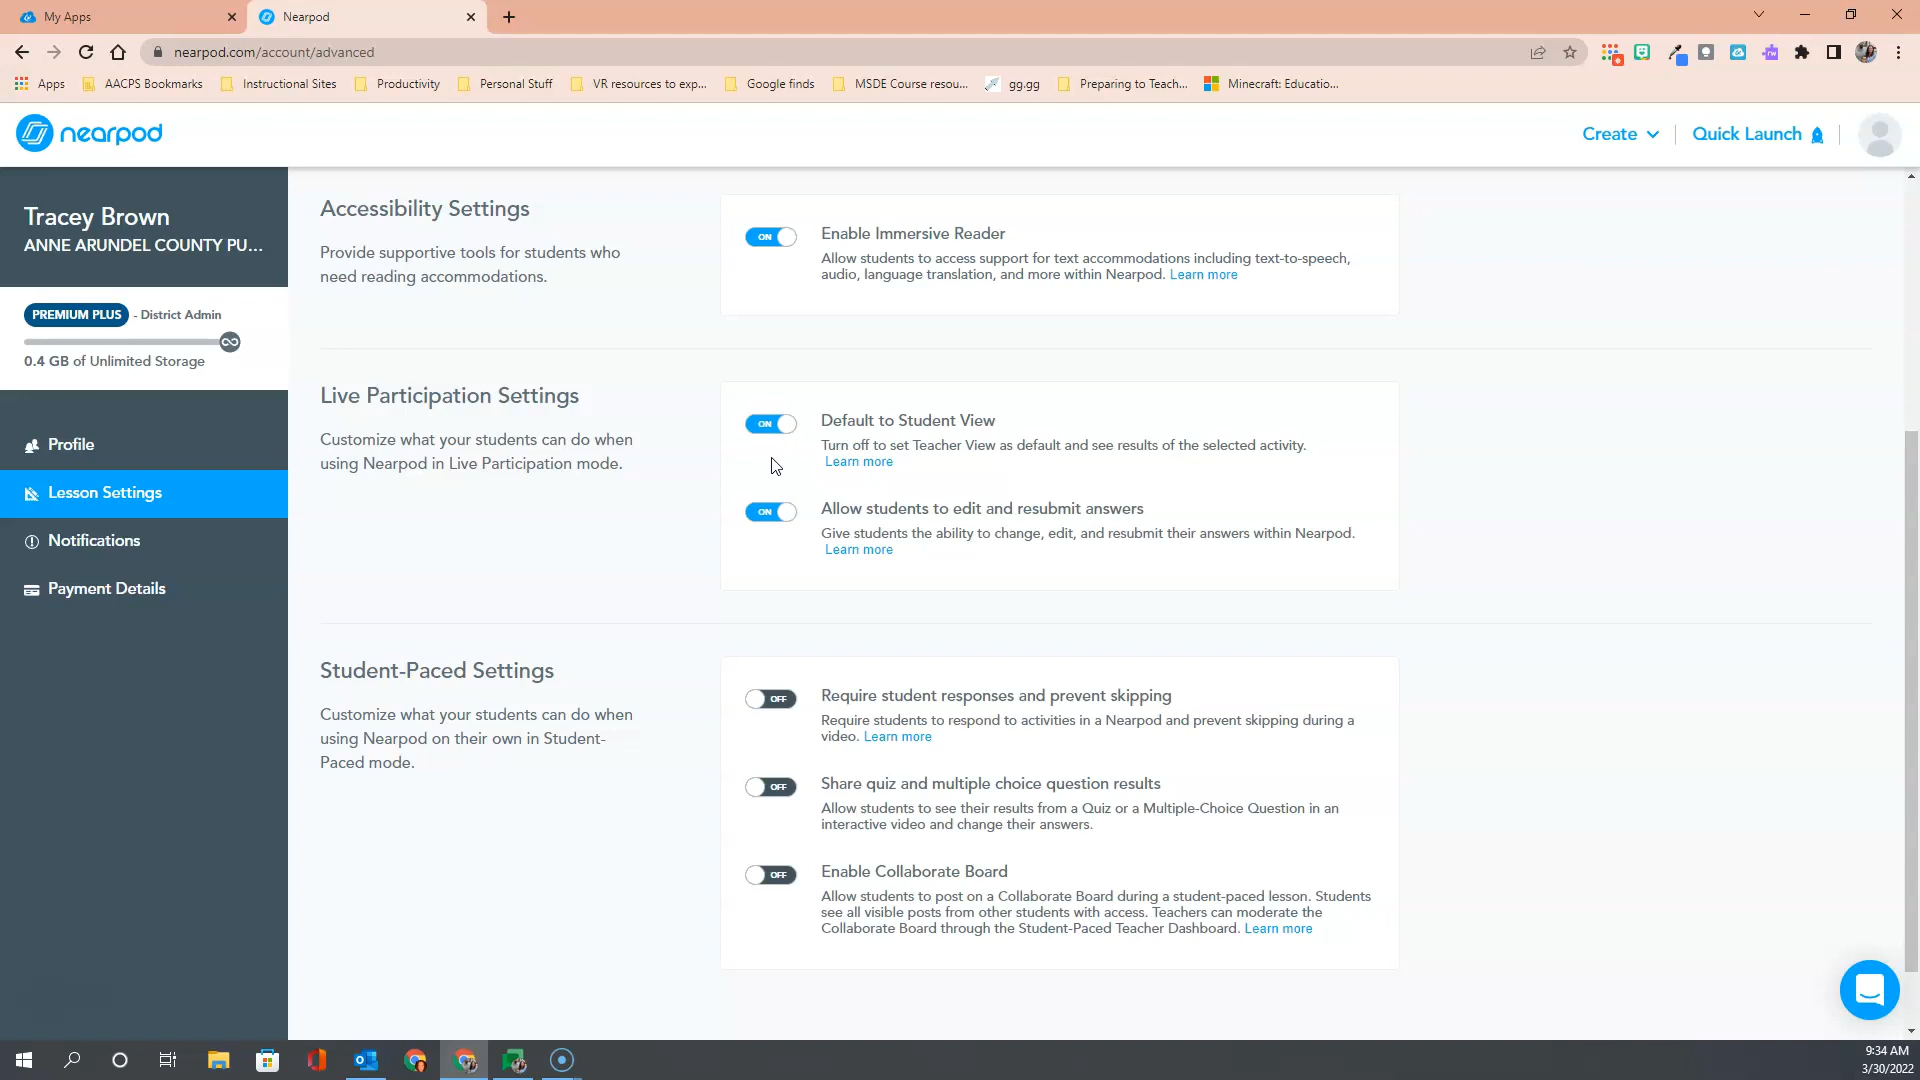 My Apps
Nearpod
nearpod.com/account/advanced
Apps
AACPS Bookmarks
Instructional Sites
Productivity
Personal Stuff
VR resources to exp...
Google finds
MSDE Course resou...
gg.gg
Preparing to Teach...
Minecraft: Educatio...
nearpod
Create
Quick Launch
Tracey Brown
ANNE ARUNDEL COUNTY PU...
PREMIUM PLUS - District Admin
0.4 GB of Unlimited Storage
Profile
Lesson Settings
Notifications
Payment Details
Accessibility Settings
Provide supportive tools for students who
need reading accommodations.
ON
Enable Immersive Reader
Allow students to access support for text accommodations including text-to-speech,
audio, language translation, and more within Nearpod. Learn more
Live Participation Settings
Customize what your students can do when
using Nearpod in Live Participation mode.
ON
Default to Student View
Turn off to set Teacher View as default and see results of the selected activity.
Learn more
ON
Allow students to edit and resubmit answers
Give students the ability to change, edit, and resubmit their answers within Nearpod.
Learn more
Student-Paced Settings
Customize what your students can do when
using Nearpod on their own in Student-
Paced mode.
OFF
Require student responses and prevent skipping
Require students to respond to activities in a Nearpod and prevent skipping during a
video. Learn more
OFF
Share quiz and multiple choice question results
Allow students to see their results from a Quiz or a Multiple-Choice Question in an
interactive video and change their answers.
OFF
Enable Collaborate Board
Allow students to post on a Collaborate Board during a student-paced lesson. Students
see all visible posts from other students with access. Teachers can moderate the
Collaborate Board through the Student-Paced Teacher Dashboard. Learn more
9:34 AM
3/30/2022